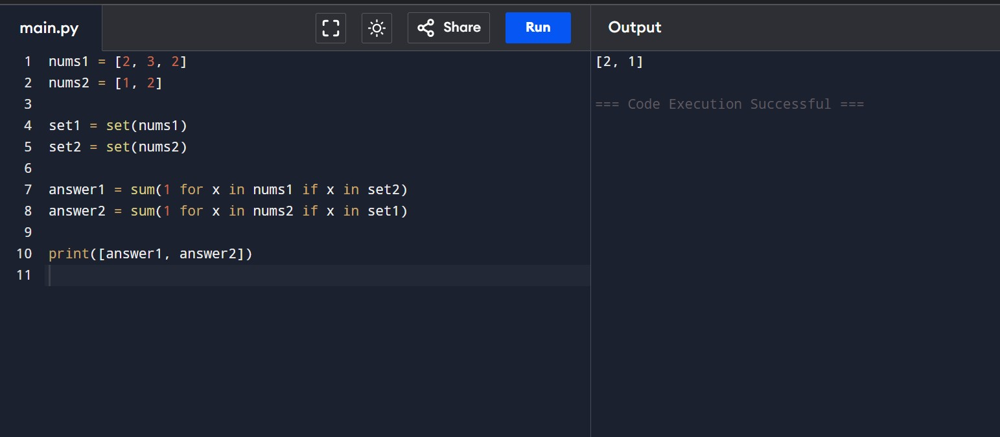 main.py
Share
Run
Output
1 nums1 = [2, 3, 2]
2 nums2 = [1, 2]
3
4 set1 = set(nums1)
5 set2 = set(nums2)
6
7 answer1 = sum(1 for x in nums1 if x in set2)
8 answer2 = sum(1 for x in nums2 if x in set1)
9
10 print([answer1, answer2])
11
[2, 1]
=== Code Execution Successful ===